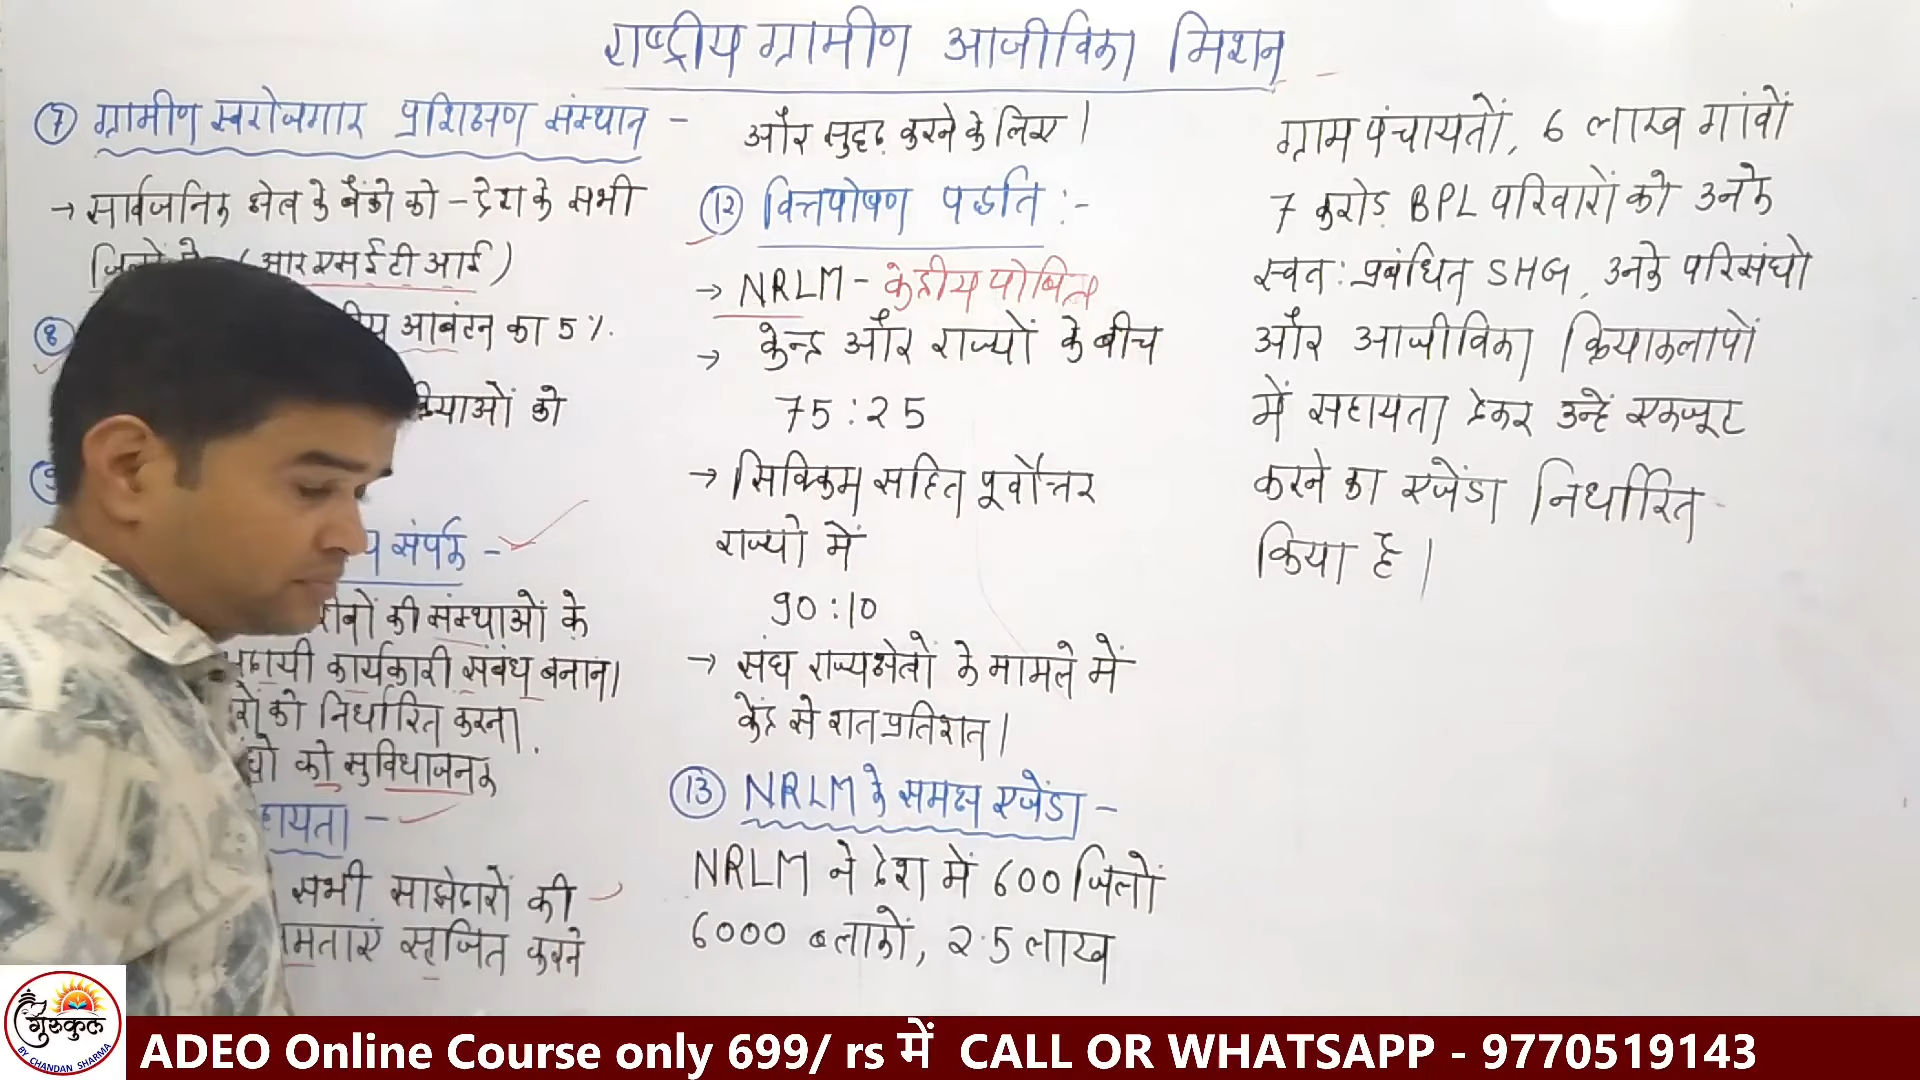 राष्ट्रीय ग्रामीण आजीविका मिशन
⑦ ग्रामीण स्वरोजगार प्रशिक्षण संस्थान -
→ सार्वजनिक क्षेत्र के बैंको को - देश के सभी
(आर एस ई टी आई)
⑧ आबंटन का 5%.
को
संपर्क -
की संस्थाओं के
कार्यकारी संबंध बनाना।
को निर्धारित करना.
को सुविधाजनक
सभी साझेदारों की
सृजित करने
और सुदृढ़ करने के लिए।
⑫ वित्तपोषण पद्धति :-
→ NRLM - केंद्रीय पोषित
→ केन्द्र और राज्यों के बीच
75 : 25
→ सिक्किम सहित पूर्वोत्तर
राज्यो में
90 : 10
→ संघ राज्यक्षेत्रों के मामले में
केंद्र से शत प्रतिशत।
⑬ NRLM के समक्ष एजेंडा -
NRLM ने देश में 600 जिलों
6000 ब्लाकों, 2.5 लाख
ग्राम पंचायतों, 6 लाख गांवों
7 करोड़ BPL परिवारों को उनके
स्वत: प्रबंधित SHG, उनके परिसंघो
और आजीविका क्रियाकलापों
में सहायता देकर उन्हें एकजूट
करने का एजेंडा निर्धारित
किया है।
गुरुकुल
BY CHANDAN SHARMA
ADEO Online Course only 699/ rs में CALL OR WHATSAPP - 9770519143